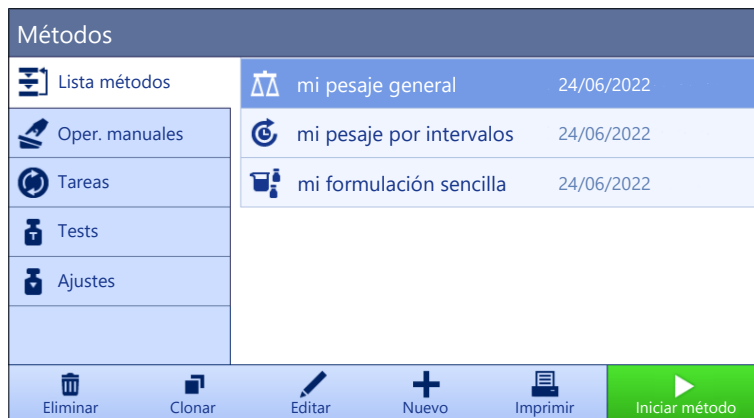 Métodos
Lista métodos
Oper. manuales
Tareas
Tests
Ajustes
mi pesaje general 24/06/2022
mi pesaje por intervalos 24/06/2022
mi formulación sencilla 24/06/2022
Eliminar Clonar Editar Nuevo Imprimir Iniciar método